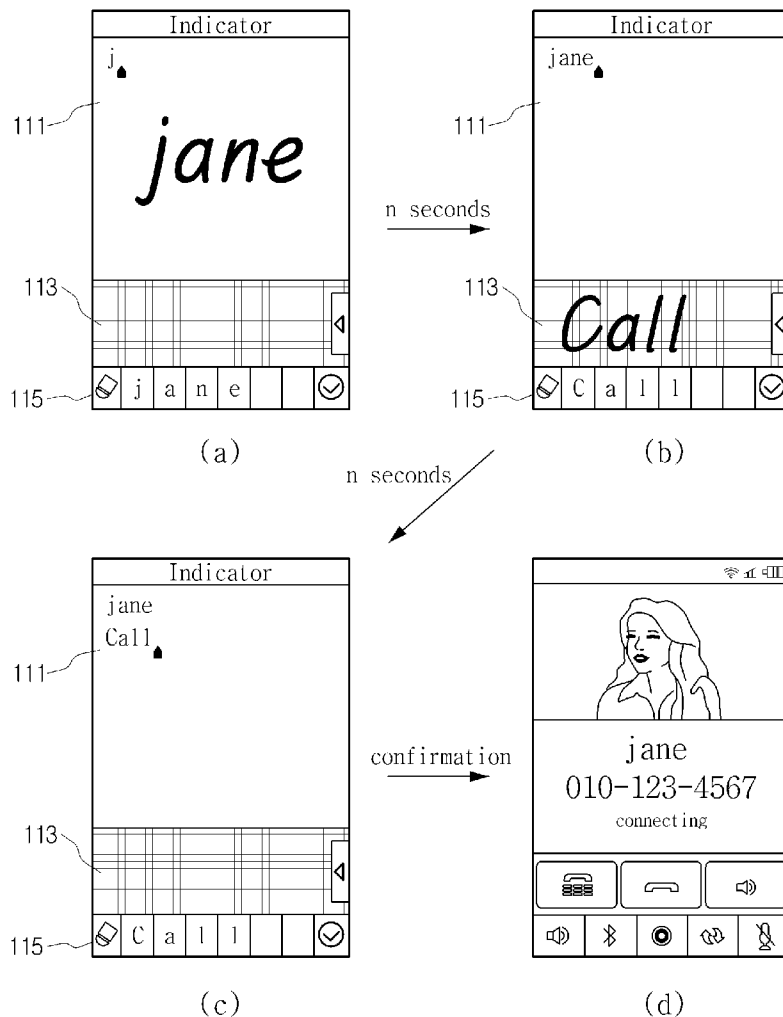 Indicator
j
111
jane
113
115
j a n e
(a)
n seconds
Indicator
jane
111
113
Call
115
C a l l
(b)
n seconds
Indicator
jane
Call
111
113
115
C a l l
(c)
confirmation
jane
010-123-4567
connecting
(d)